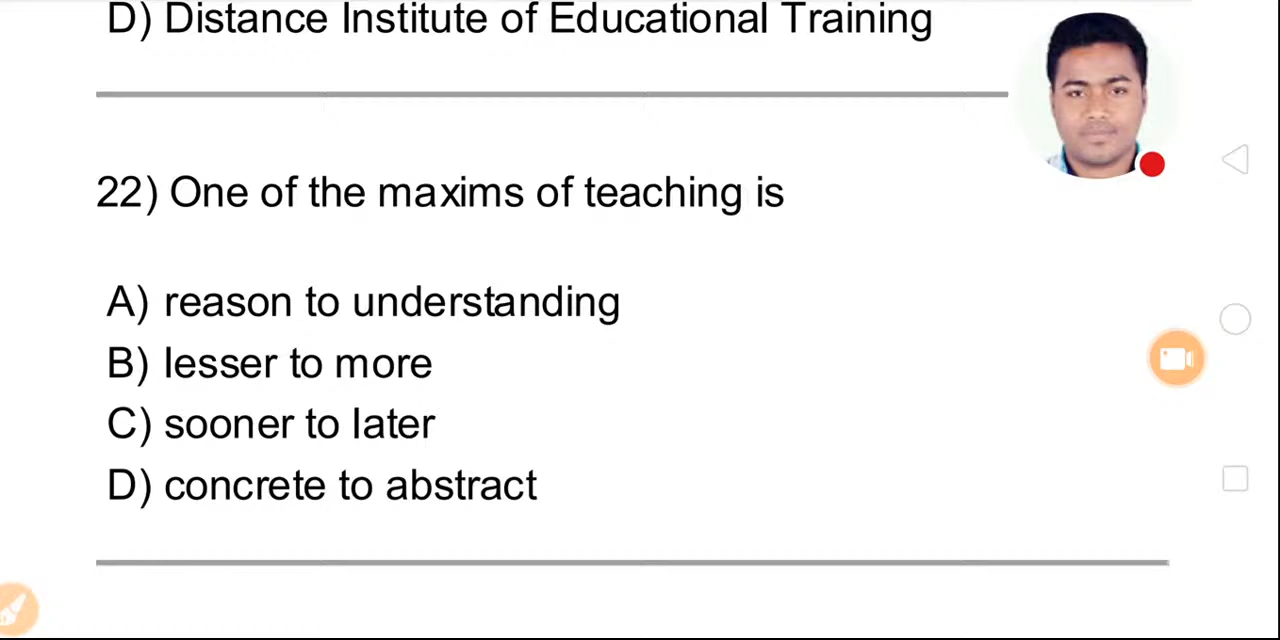 D) Distance Institute of Educational Training
22) One of the maxims of teaching is
A) reason to understanding
B) lesser to more
C) sooner to later
D) concrete to abstract